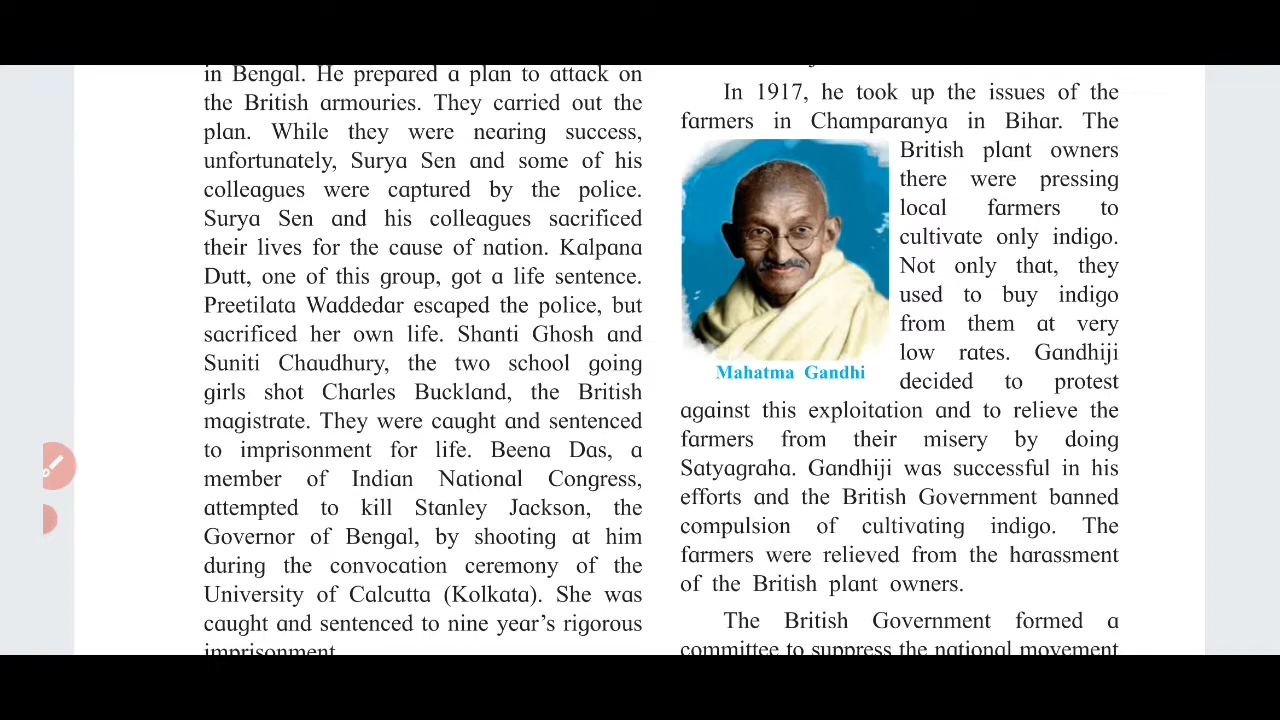 in Bengal. He prepared a plan to attack on
the British armouries. They carried out the
plan. While they were nearing success,
unfortunately, Surya Sen and some of his
colleagues were captured by the police.
Surya Sen and his colleagues sacrificed
their lives for the cause of nation. Kalpana
Dutt, one of this group, got a life sentence.
Preetilata Waddedar escaped the police, but
sacrificed her own life. Shanti Ghosh and
Suniti Chaudhury, the two school going
girls shot Charles Buckland, the British
magistrate. They were caught and sentenced
to imprisonment for life. Beena Das, a
member of Indian National Congress,
attempted to kill Stanley Jackson, the
Governor of Bengal, by shooting at him
during the convocation ceremony of the
University of Calcutta (Kolkata). She was
caught and sentenced to nine year’s rigorous
imprisonment.
In 1917, he took up the issues of the
farmers in Champaranya in Bihar. The
British plant owners
there were pressing
local farmers to
cultivate only indigo.
Not only that, they
used to buy indigo
from them at very
low rates. Gandhiji
decided to protest
against this exploitation and to relieve the
farmers from their misery by doing
Satyagraha. Gandhiji was successful in his
efforts and the British Government banned
compulsion of cultivating indigo. The
farmers were relieved from the harassment
of the British plant owners.
The British Government formed a
committee to suppress the national movement
Mahatma Gandhi